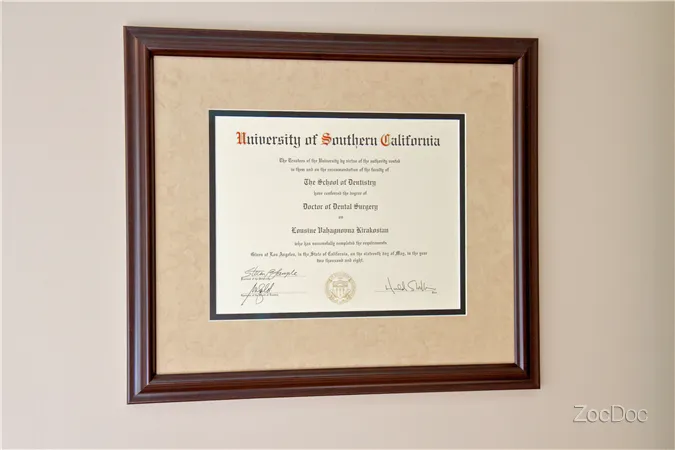 University of Southern California
The Trustees of the University by virtue of the authority vested
in them and on the recommendation of the faculty of
The School of Dentistry
have conferred the degree of
Doctor of Dental Surgery
on
Lousine Vahagnovna Kirakosian
who has successfully completed the requirements.
Given at Los Angeles, in the State of California, on the sixteenth day of May, in the year
two thousand and eight.
ZocDoc